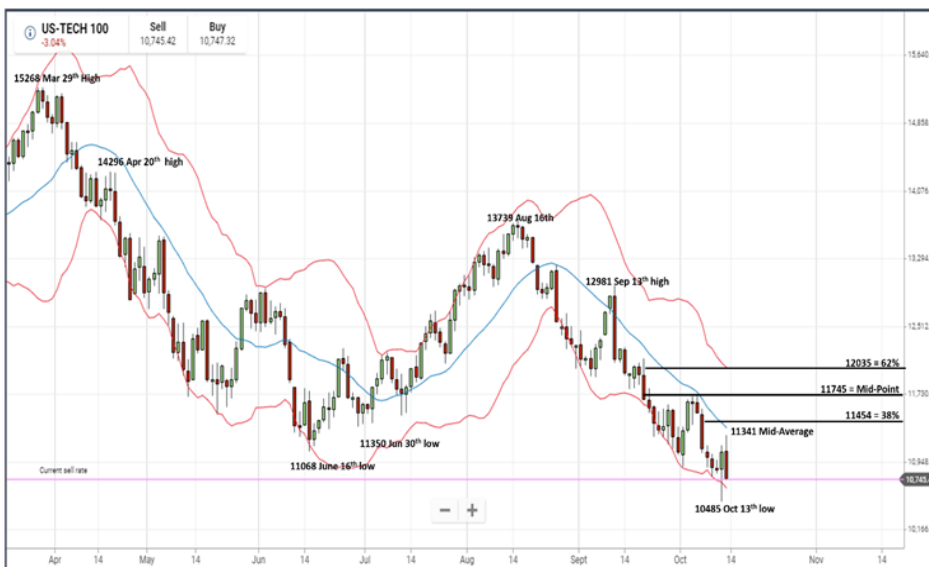 US-TECH 100 Sell Buy
-3.04% 10,745.42 10,747.32
15,640
15268 Mar 29th High
14,858
14296 Apr 20th high
14,076
13739 Aug 16th
13,294
12981 Sep 13th high
12,512
12035 = 62%
11745 = Mid-Point
11,730
11454 = 38%
11341 Mid-Average
11350 Jun 30th low
11068 June 16th low
10,948
Current sell rate
10,745.
10485 Oct 13th low
10,166
Apr 14 May 14 Jun 14 Jul 14 Aug 14 Sept 14 Oct 14 Nov 14